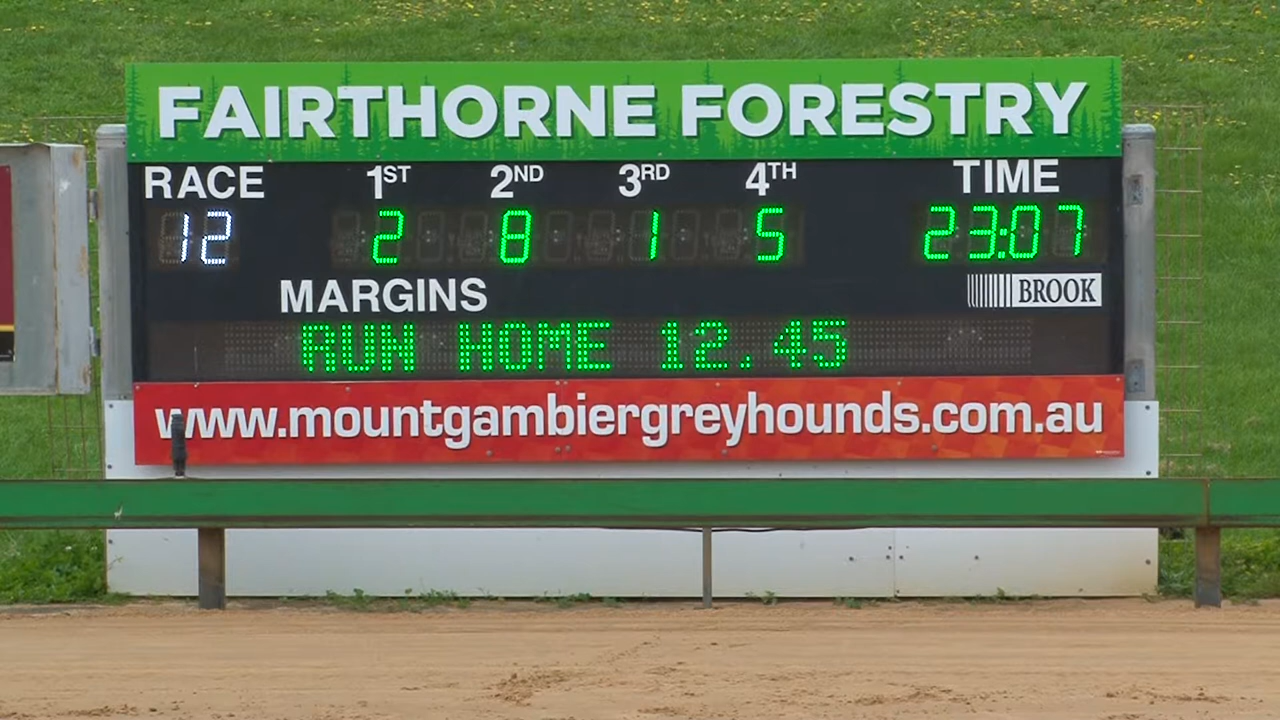 FAIRTHORNE FORESTRY
RACE 1ST 2ND 3RD 4TH TIME
12 2 8 1 5 23:07
MARGINS BROOK
RUN HOME 12.45
www.mountgambiergreyhounds.com.au